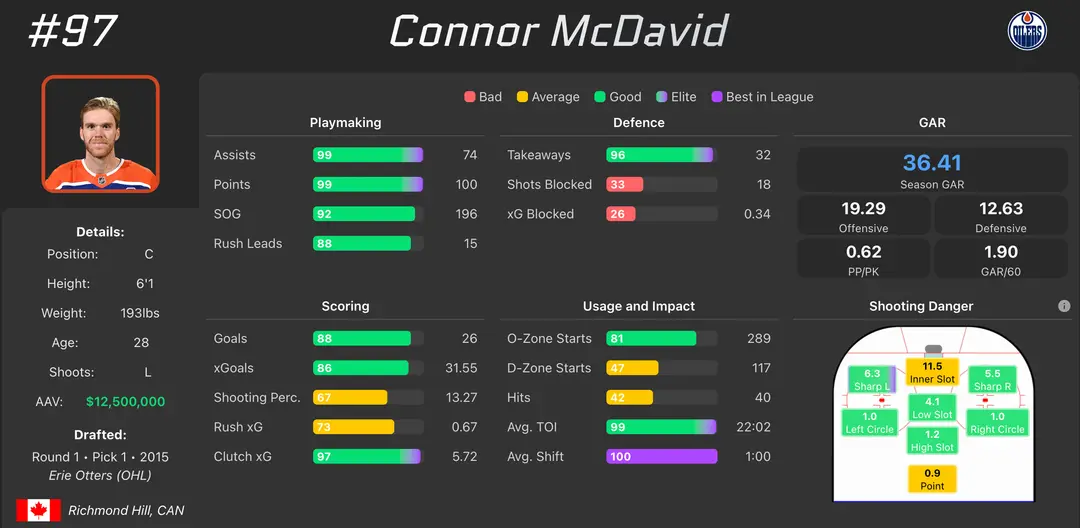 #97
Connor McDavid
OILERS
Details:
Position: C
Height: 6'1
Weight: 193lbs
Age: 28
Shoots: L
AAV: $12,500,000
Drafted:
Round 1 • Pick 1 • 2015
Erie Otters (OHL)
Richmond Hill, CAN
Bad Average Good Elite Best in League
Playmaking
Assists 99 74
Points 99 100
SOG 92 196
Rush Leads 88 15
Defence
Takeaways 96 32
Shots Blocked 33 18
xG Blocked 26 0.34
GAR
36.41
Season GAR
19.29 12.63
Offensive Defensive
0.62 1.90
PP/PK GAR/60
Scoring
Goals 88 26
xGoals 86 31.55
Shooting Perc. 67 13.27
Rush xG 73 0.67
Clutch xG 97 5.72
Usage and Impact
O-Zone Starts 81 289
D-Zone Starts 47 117
Hits 42 40
Avg. TOI 99 22:02
Avg. Shift 100 1:00
Shooting Danger i
11.5
Inner Slot
6.3
Sharp L
5.5
Sharp R
4.1
Low Slot
1.0
Left Circle
1.0
Right Circle
1.2
High Slot
0.9
Point